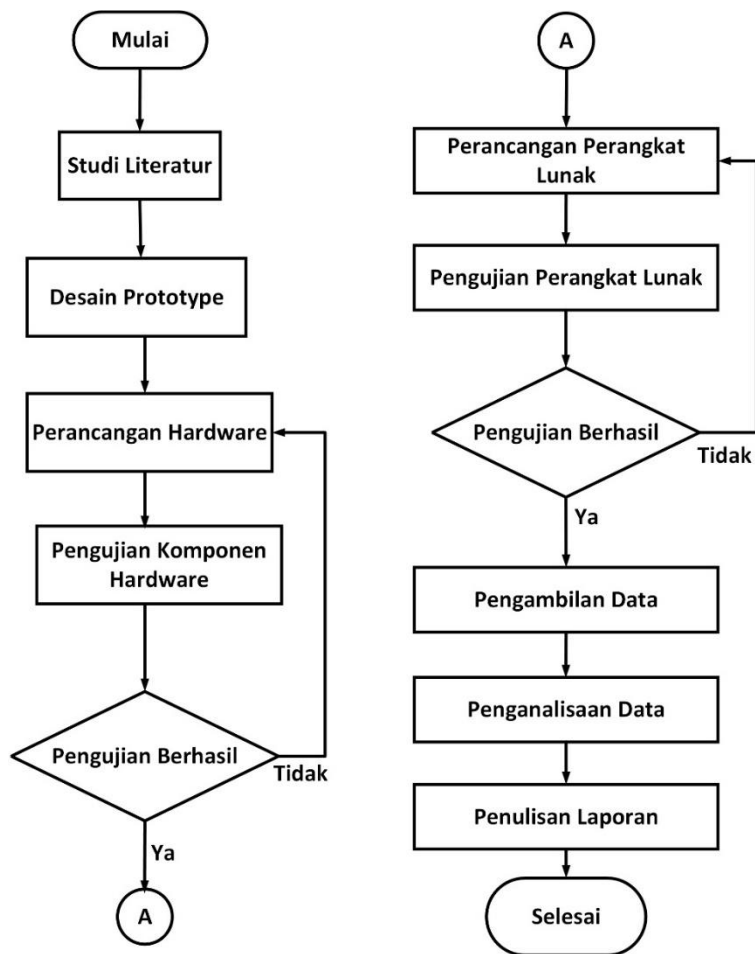 Mulai
Studi Literatur
Desain Prototype
Perancangan Hardware
Pengujian Komponen
Hardware
Pengujian Berhasil
Tidak
Ya
A
A
Perancangan Perangkat
Lunak
Pengujian Perangkat Lunak
Pengujian Berhasil
Tidak
Ya
Pengambilan Data
Penganalisaan Data
Penulisan Laporan
Selesai